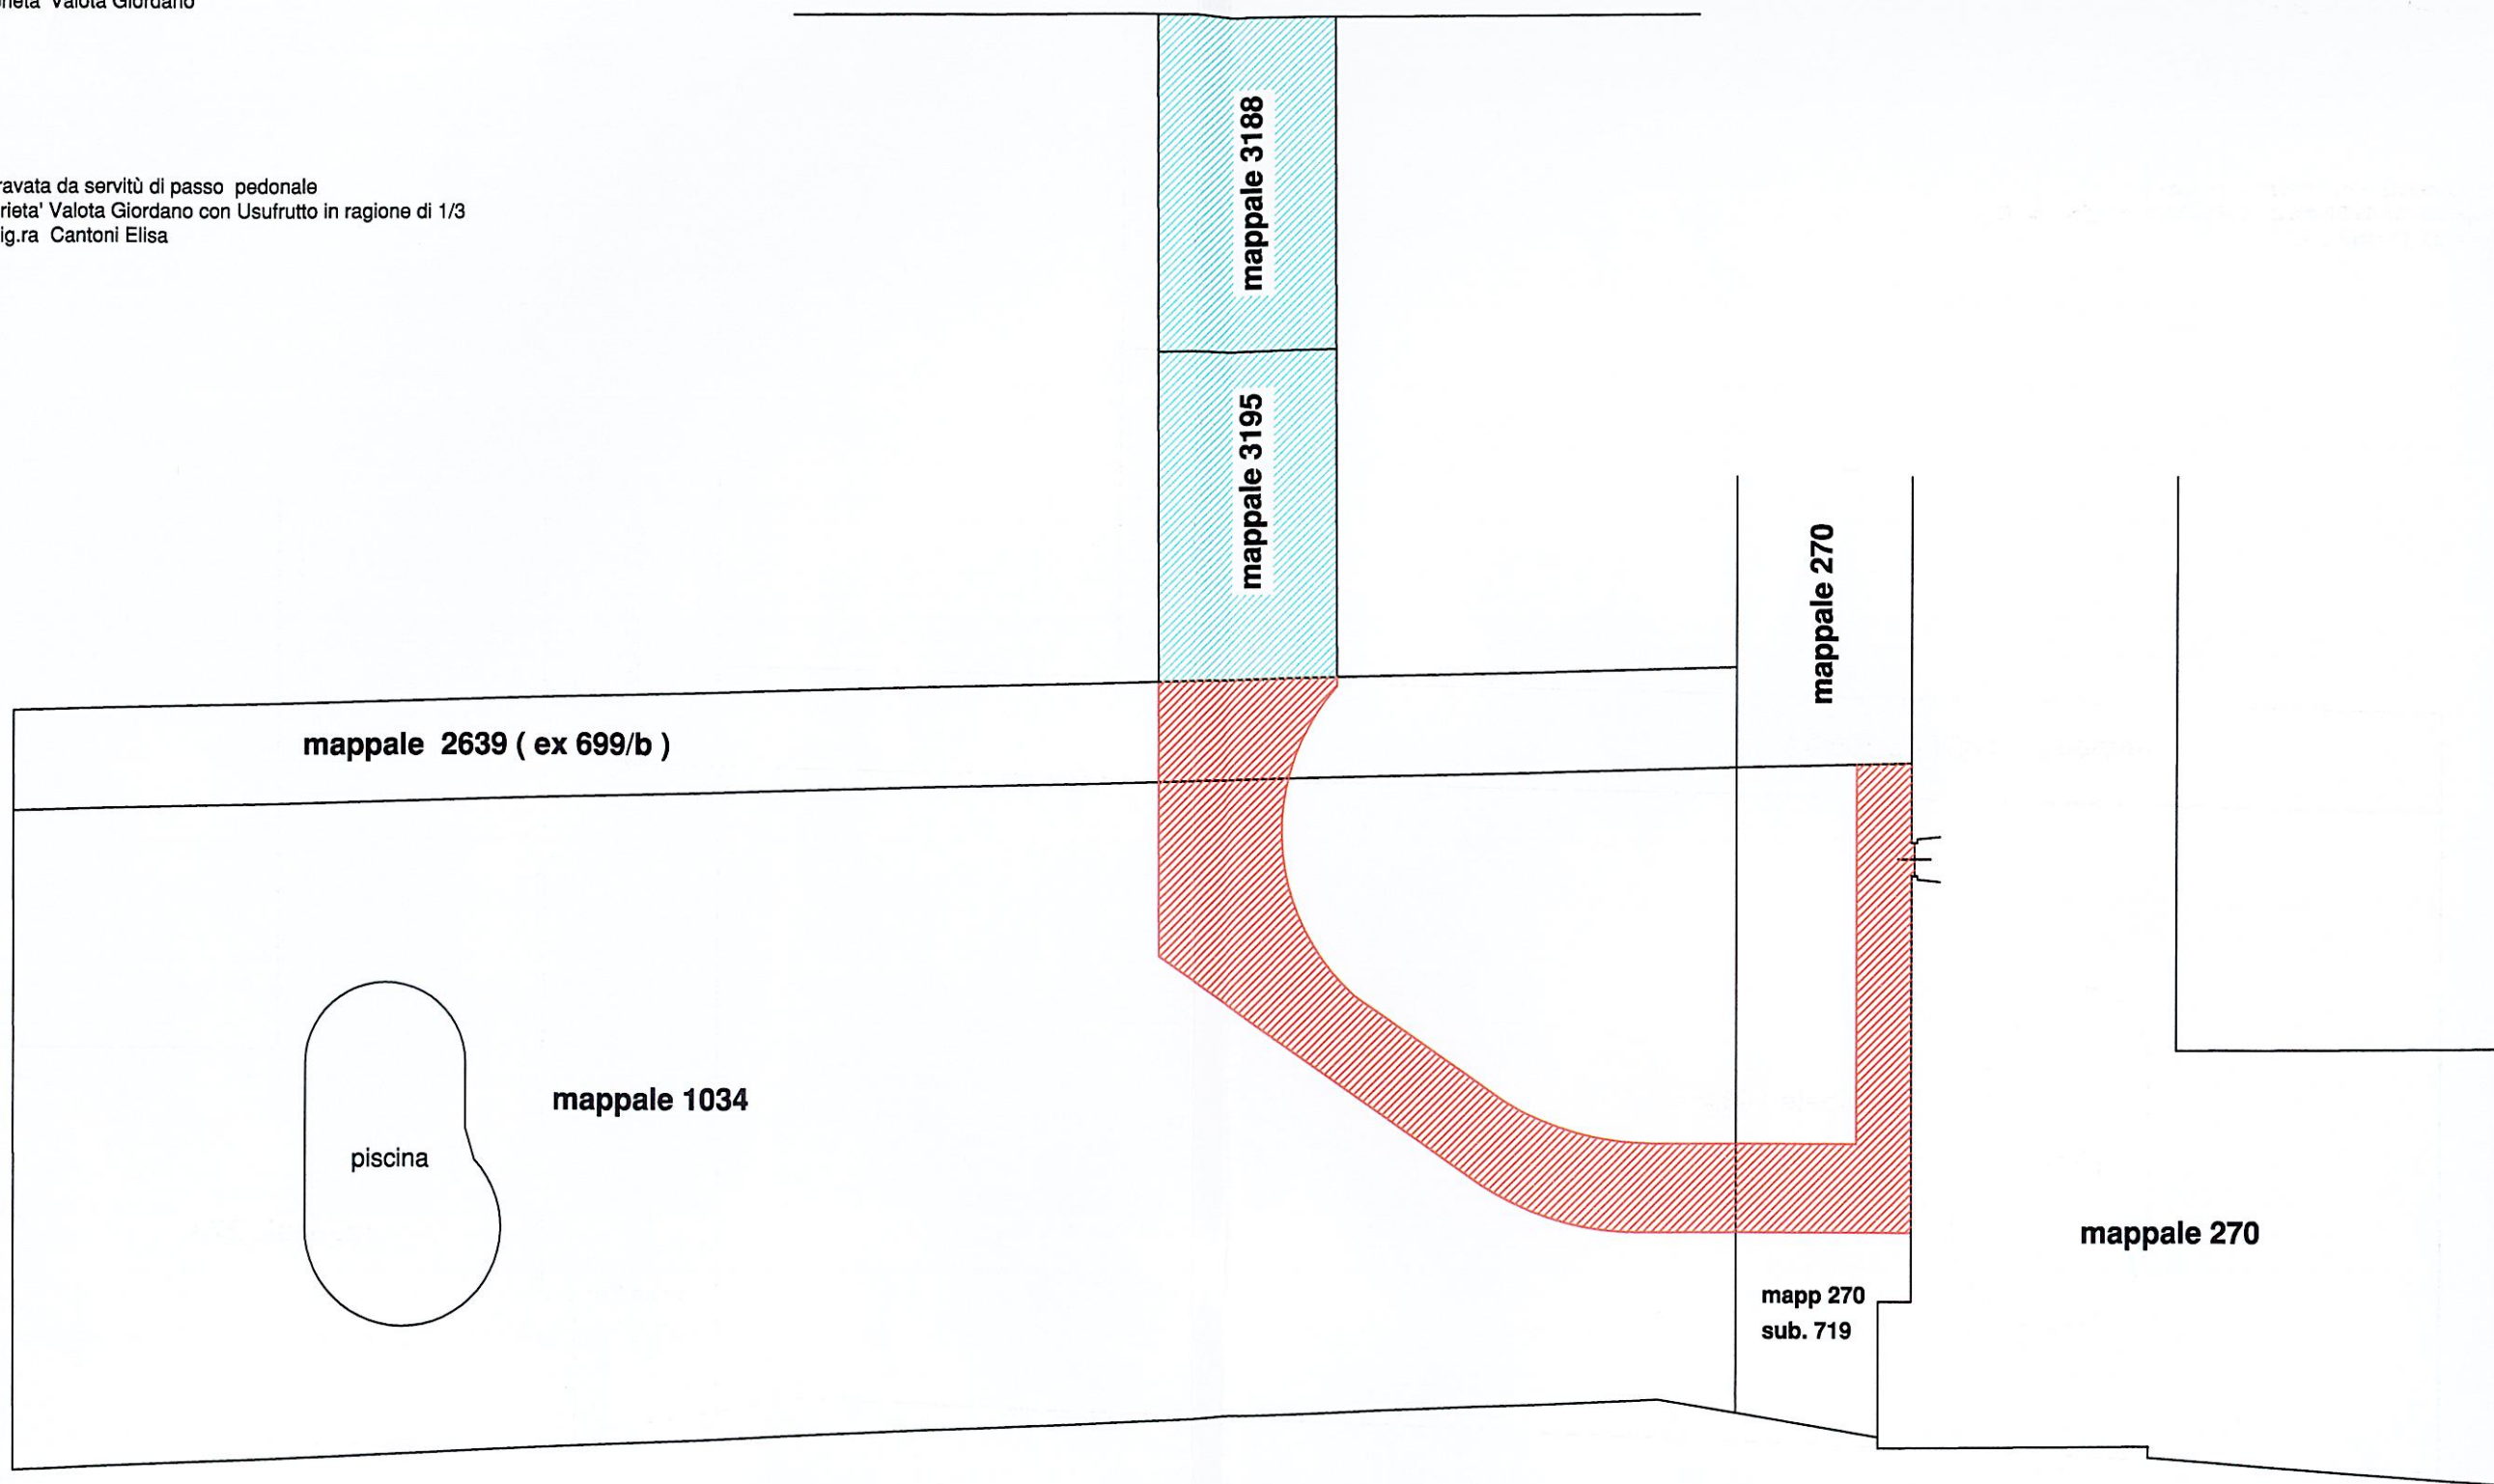 Valota Giordano
ravata da servitù di passo pedonale
rieta' Valota Giordano con Usufrutto in ragione di 1/3
ig.ra Cantoni Elisa
mappale 3188
mappale 3195
mappale 270
mappale 2639 ( ex 699/b )
mappale 1034
piscina
mappale 270
mapp 270
sub. 719